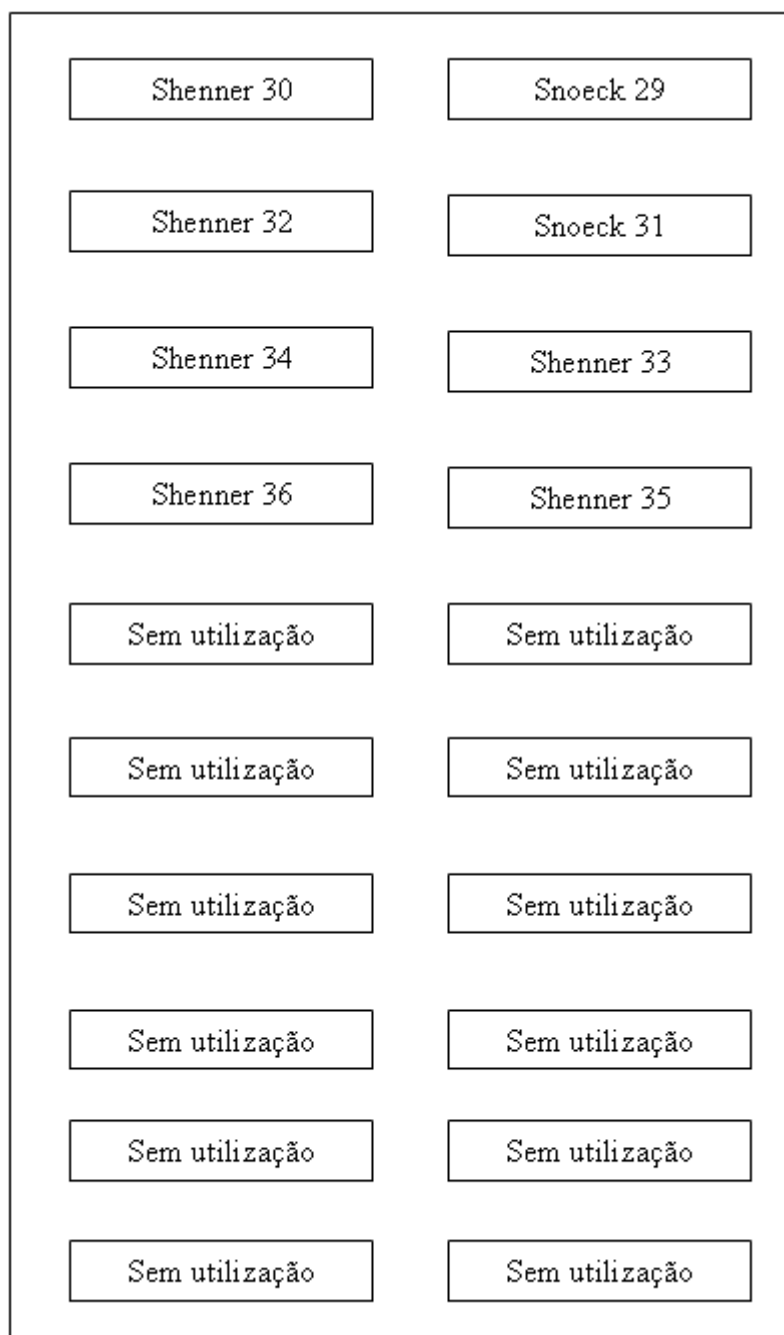 Shenner 30
Snoeck 29
Shenner 32
Snoeck 31
Shenner 34
Shenner 33
Shenner 36
Shenner 35
Sem utilização
Sem utilização
Sem utilização
Sem utilização
Sem utilização
Sem utilização
Sem utilização
Sem utilização
Sem utilização
Sem utilização
Sem utilização
Sem utilização